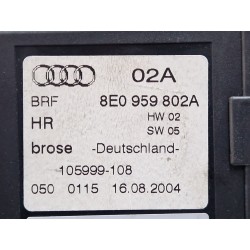 02A
BRF 8E0 959 802A
HR HW 02
SW 05
brose -Deutschland-
105999-108
050 0115 16.08.2004